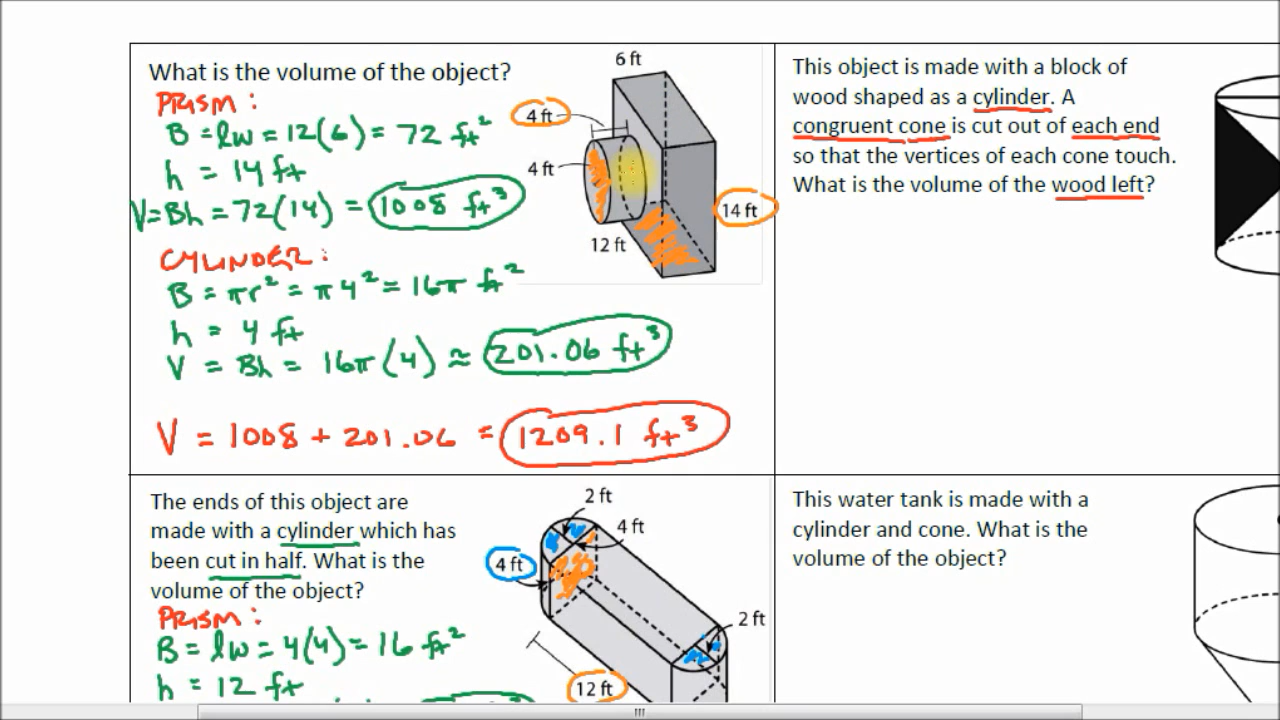 What is the volume of the object?
PRISM:
B = lw = 12(6) = 72 ft²
h = 14 ft
V=Bh = 72(14) = 1008 ft³
CYLINDER:
B = πr² = π4² = 16π ft²
h = 4 ft
V = Bh = 16π(4) ≈ 201.06 ft³
V = 1008 + 201.06 = 1209.1 ft³
6 ft
4 ft
4 ft
14 ft
12 ft
This object is made with a block of
wood shaped as a cylinder. A
congruent cone is cut out of each end
so that the vertices of each cone touch.
What is the volume of the wood left?
The ends of this object are
made with a cylinder which has
been cut in half. What is the
volume of the object?
PRISM:
B = lw = 4(4) = 16 ft²
h = 12 ft
2 ft
4 ft
4 ft
2 ft
12 ft
This water tank is made with a
cylinder and cone. What is the
volume of the object?